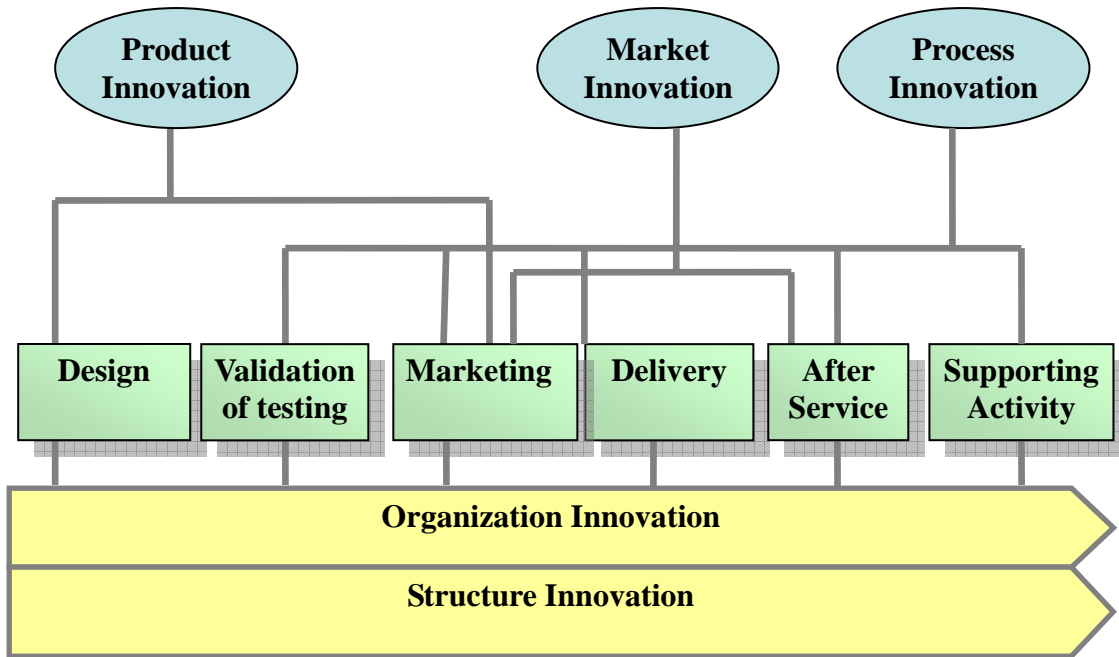 Product
Innovation
Market
Innovation
Process
Innovation
Design
Validation
of testing
Marketing
Delivery
After
Service
Supporting
Activity
Organization Innovation
Structure Innovation